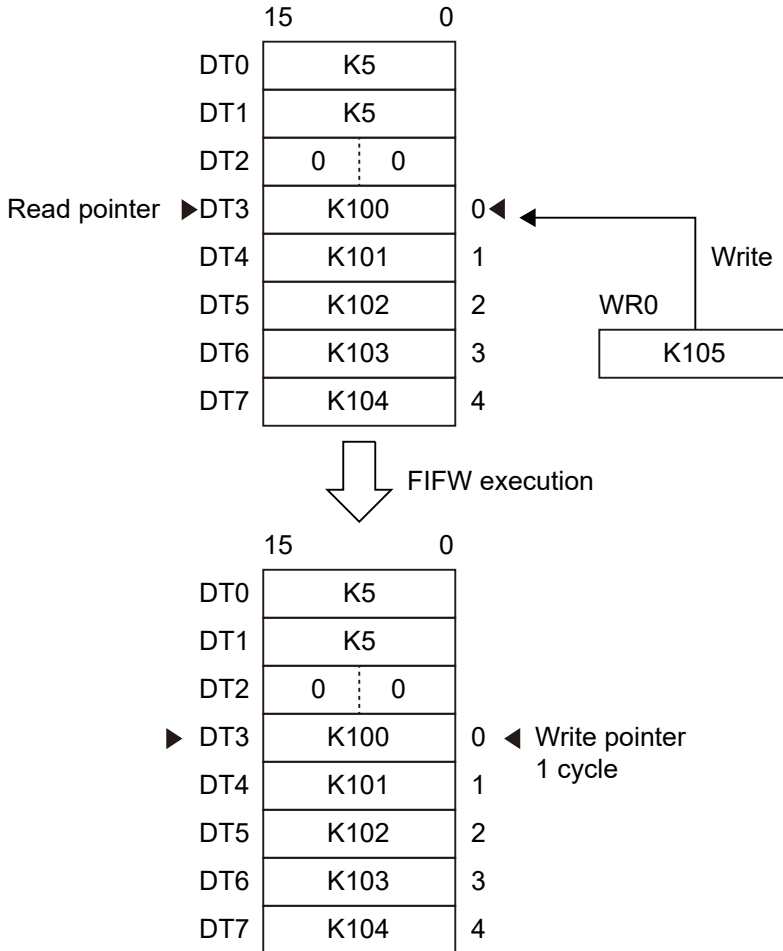 15 0
DT0 K5
DT1 K5
DT2 0 0
Read pointer DT3 K100 0
DT4 K101 1
Write
DT5 K102 2
WR0
DT6 K103 3
K105
DT7 K104 4
FIFW execution
15 0
DT0 K5
DT1 K5
DT2 0 0
DT3 K100 0 Write pointer
1 cycle
DT4 K101 1
DT5 K102 2
DT6 K103 3
DT7 K104 4